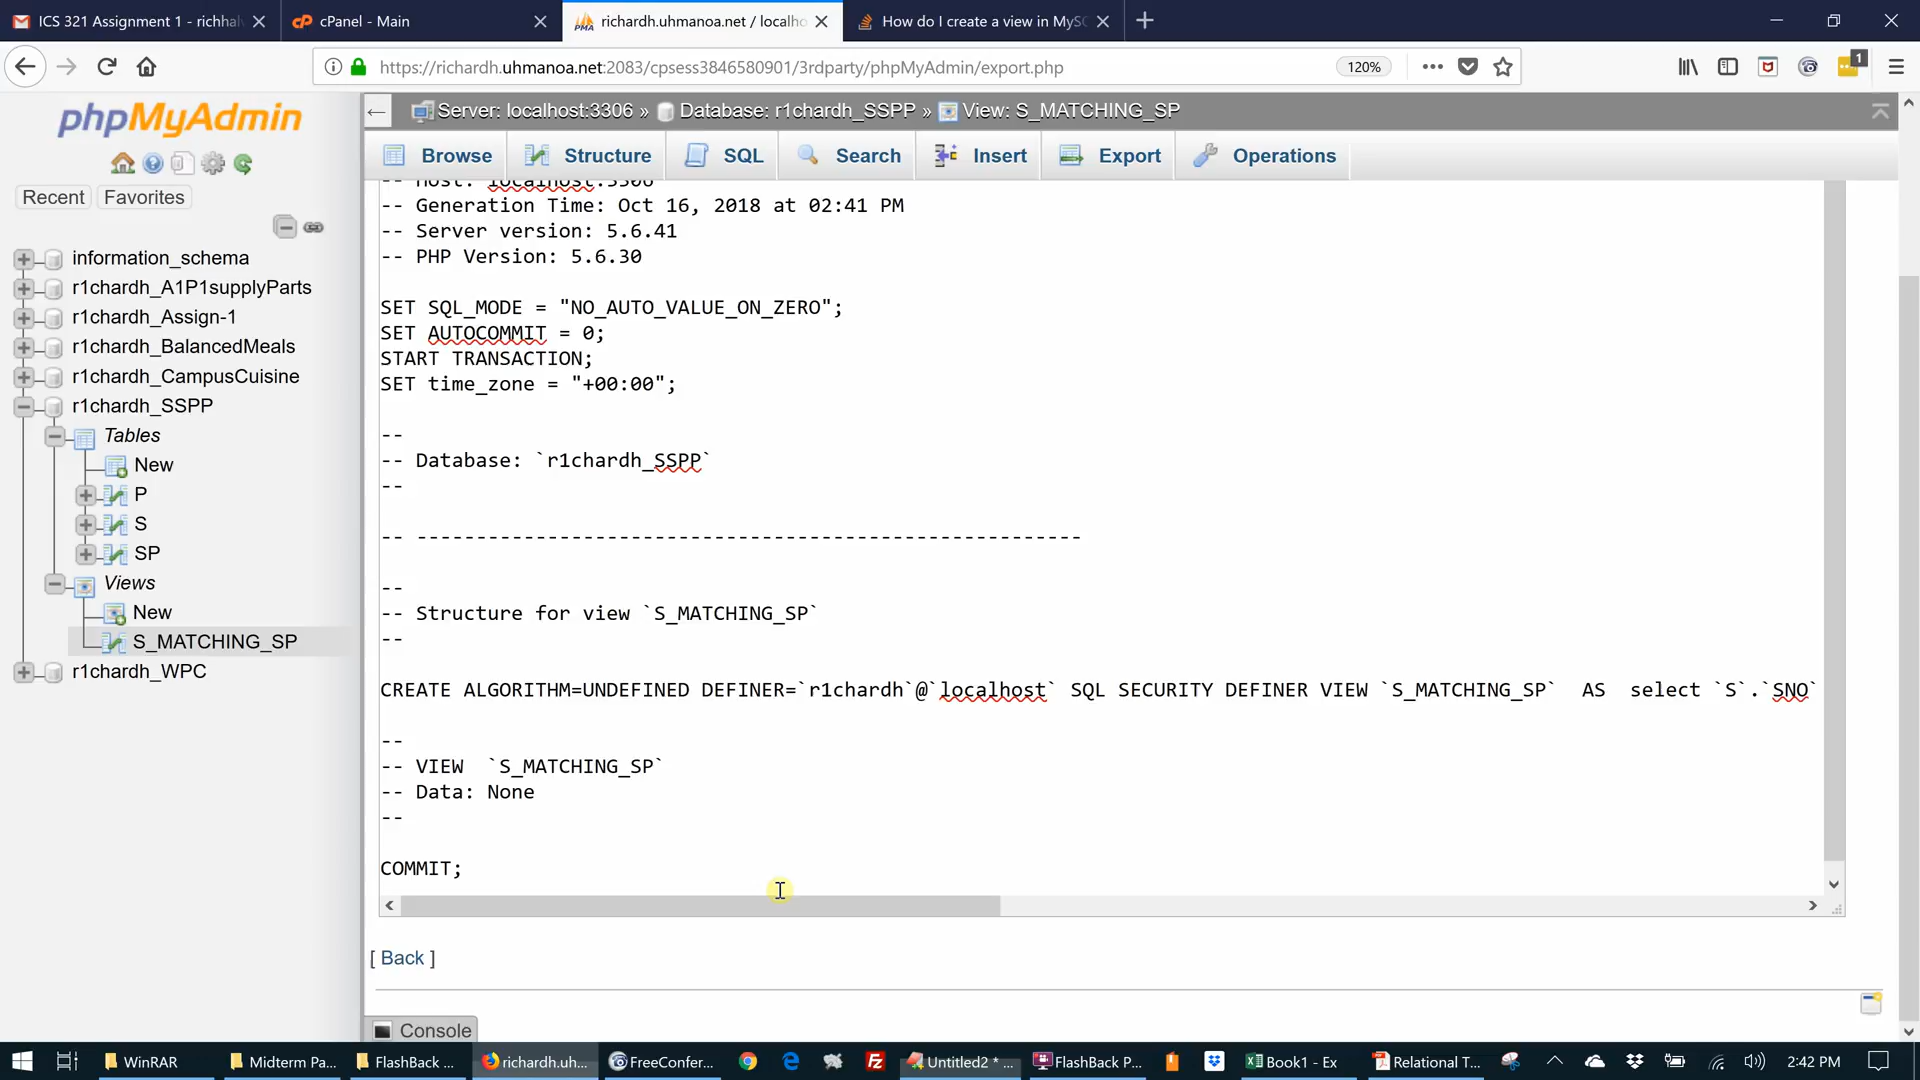 ICS 321 Assignment 1 - richha
cPanel - Main
richardh.uhmanoa.net / localho
How do I create a view in MyS
https://richardh.uhmanoa.net:2083/cpsess3846580901/3rdparty/phpMyAdmin/export.php
120%
1
phpMyAdmin
Recent
Favorites
information_schema
r1chardh_A1P1supplyParts
r1chardh_Assign-1
r1chardh_BalancedMeals
r1chardh_CampusCuisine
r1chardh_SSPP
Tables
New
P
S
SP
Views
New
S_MATCHING_SP
r1chardh_WPC
Server: localhost:3306 » Database: r1chardh_SSPP » View: S_MATCHING_SP
Browse
Structure
SQL
Search
Insert
Export
Operations
-- Host: localhost:3306
-- Generation Time: Oct 16, 2018 at 02:41 PM
-- Server version: 5.6.41
-- PHP Version: 5.6.30
SET SQL_MODE = "NO_AUTO_VALUE_ON_ZERO";
SET AUTOCOMMIT = 0;
START TRANSACTION;
SET time_zone = "+00:00";
--
-- Database: `r1chardh_SSPP`
--
-- --------------------------------------------------------
--
-- Structure for view `S_MATCHING_SP`
--
CREATE ALGORITHM=UNDEFINED DEFINER=`r1chardh`@`localhost` SQL SECURITY DEFINER VIEW `S_MATCHING_SP`  AS  select `S`.`SNO`
--
-- VIEW  `S_MATCHING_SP`
-- Data: None
--
COMMIT;
[ Back ]
Console
WinRAR
Midterm Pa...
FlashBack ...
richardh.uh...
FreeConfer...
Untitled2 * ...
FlashBack P...
Book1 - Ex
Relational T...
2:42 PM